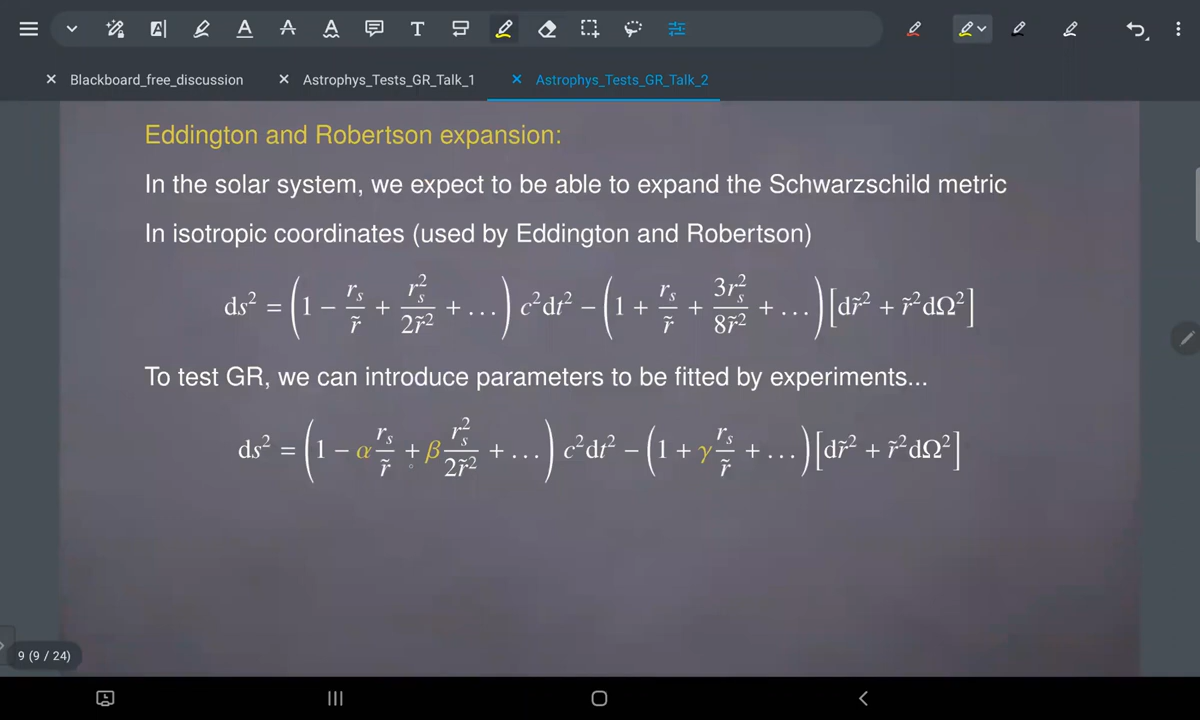 Blackboard_free_discussion
Astrophys_Tests_GR_Talk_1
Astrophys_Tests_GR_Talk_2
Eddington and Robertson expansion:
In the solar system, we expect to be able to expand the Schwarzschild metric
In isotropic coordinates (used by Eddington and Robertson)
ds² = (1 − r_s/r̃ + r_s²/2r̃² + …) c²dt² − (1 + r_s/r̃ + 3r_s²/8r̃² + …) [dr̃² + r̃²dΩ²]
To test GR, we can introduce parameters to be fitted by experiments...
ds² = (1 − α r_s/r̃ + β r_s²/2r̃² + …) c²dt² − (1 + γ r_s/r̃ + …) [dr̃² + r̃²dΩ²]
9 (9 / 24)